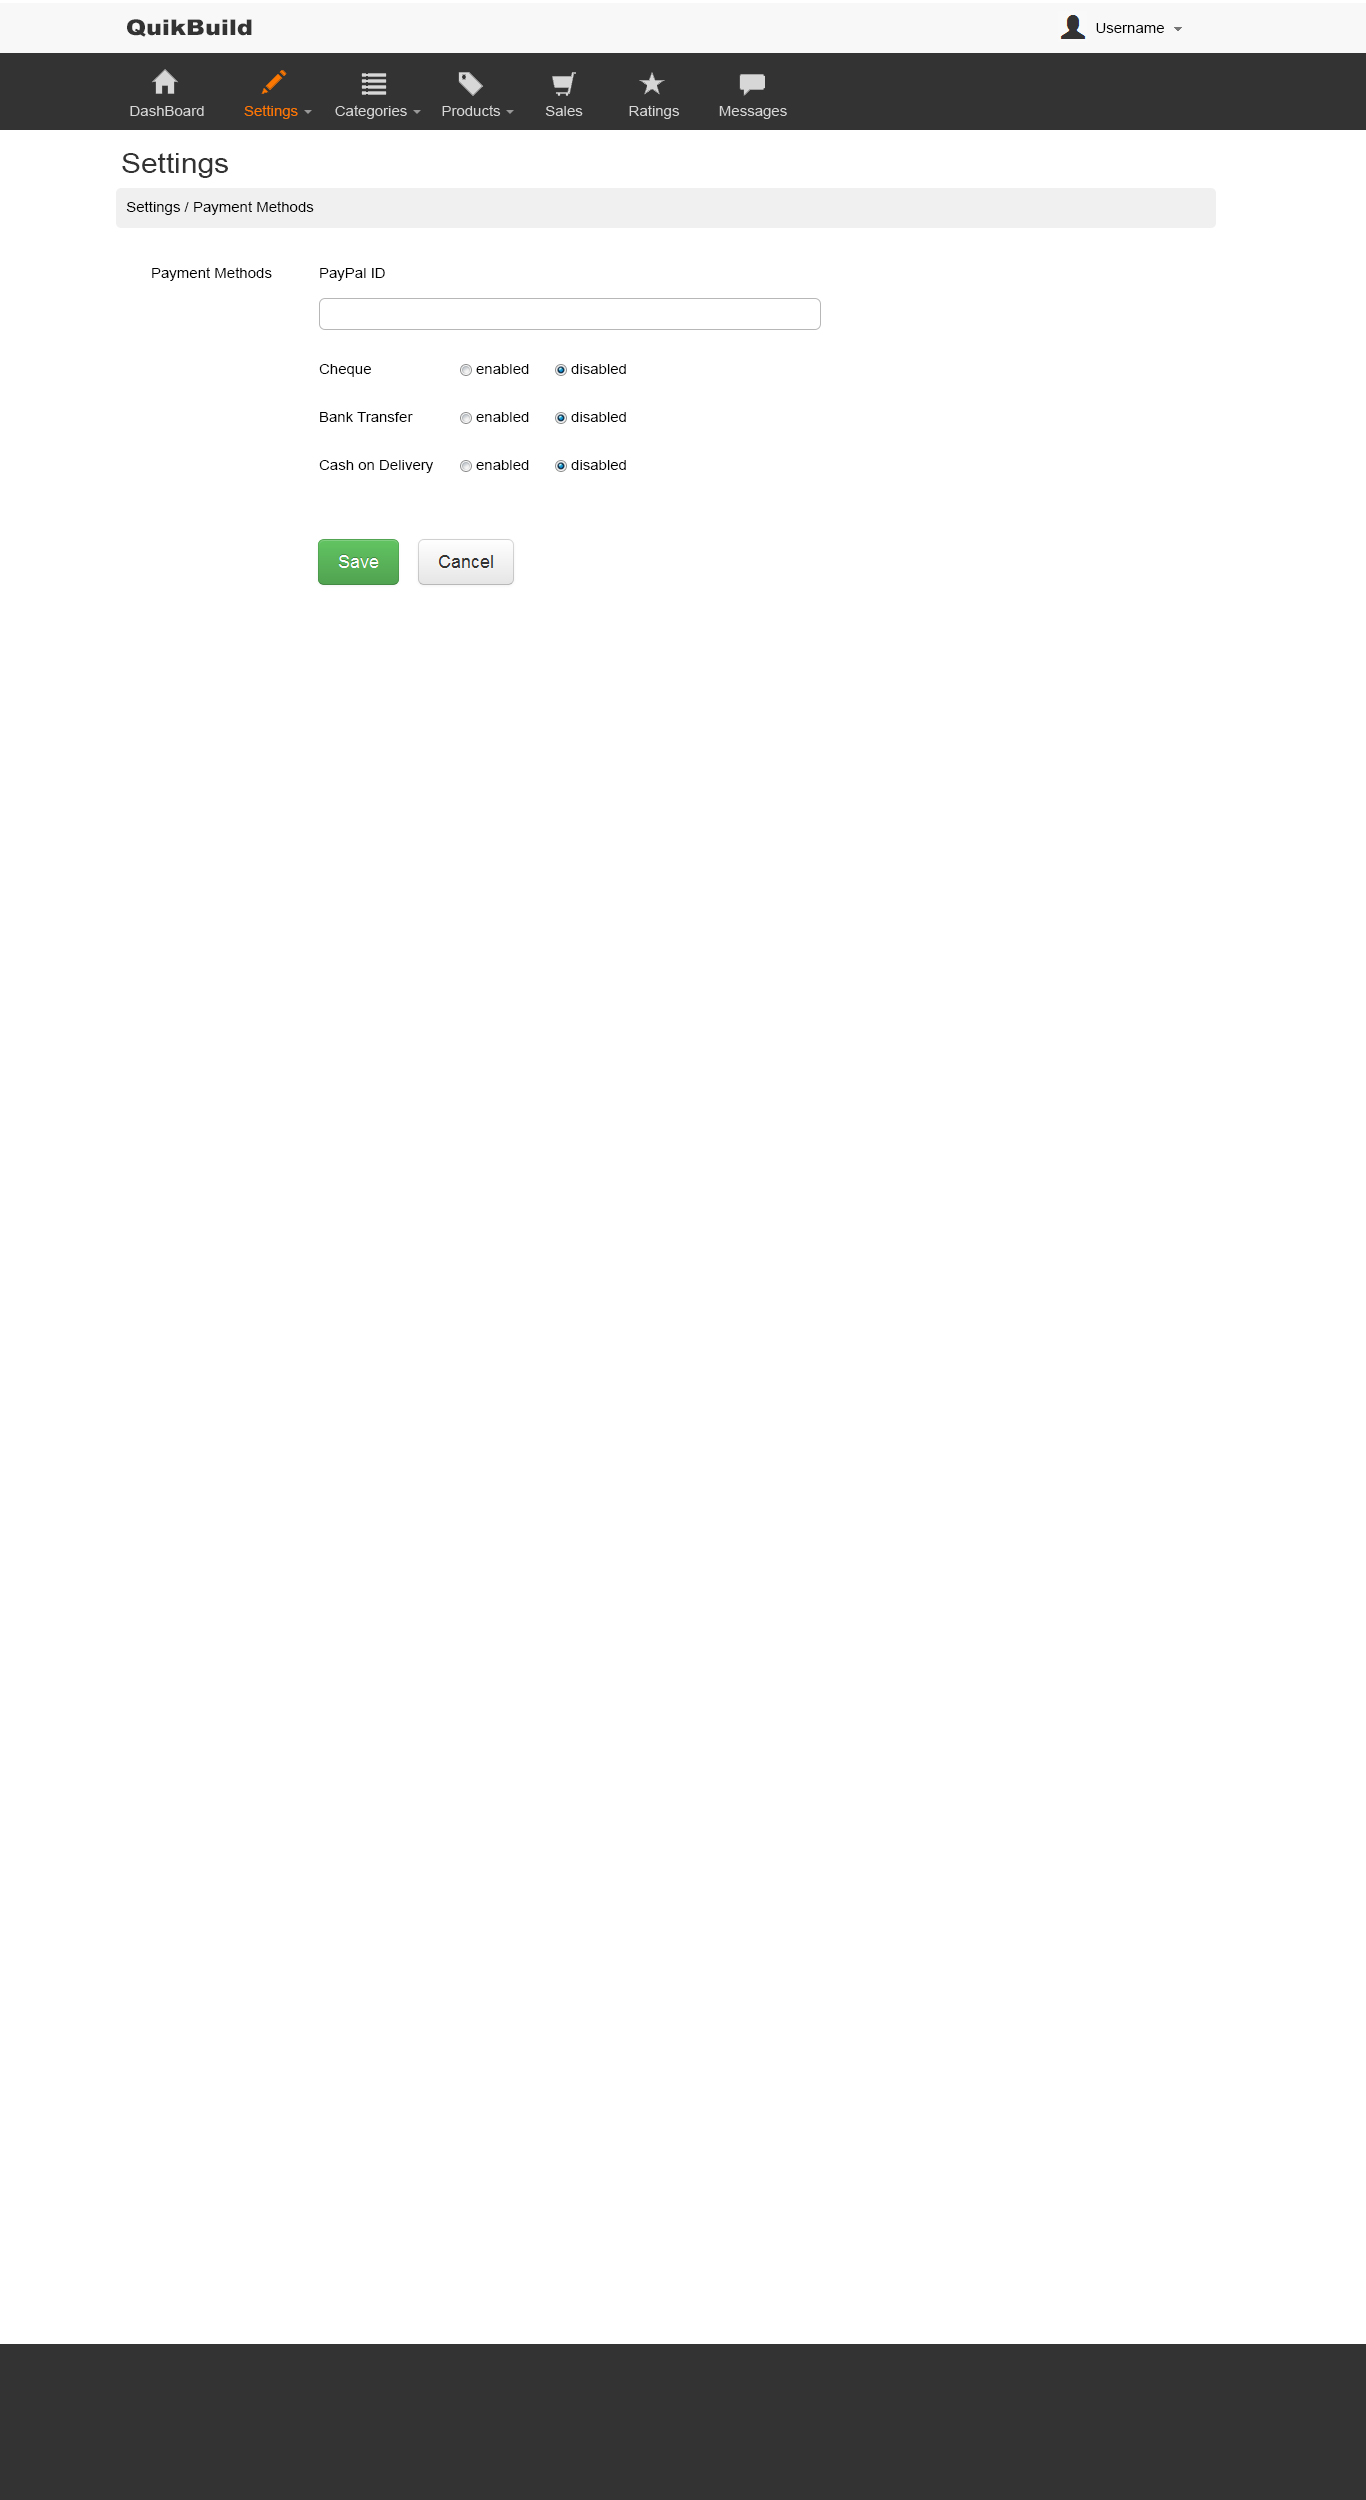 QuikBuild Username
DashBoard Settings Categories Products Sales Ratings Messages
Settings
Settings / Payment Methods
Payment Methods PayPal ID
Cheque enabled disabled
Bank Transfer enabled disabled
Cash on Delivery enabled disabled
Save Cancel